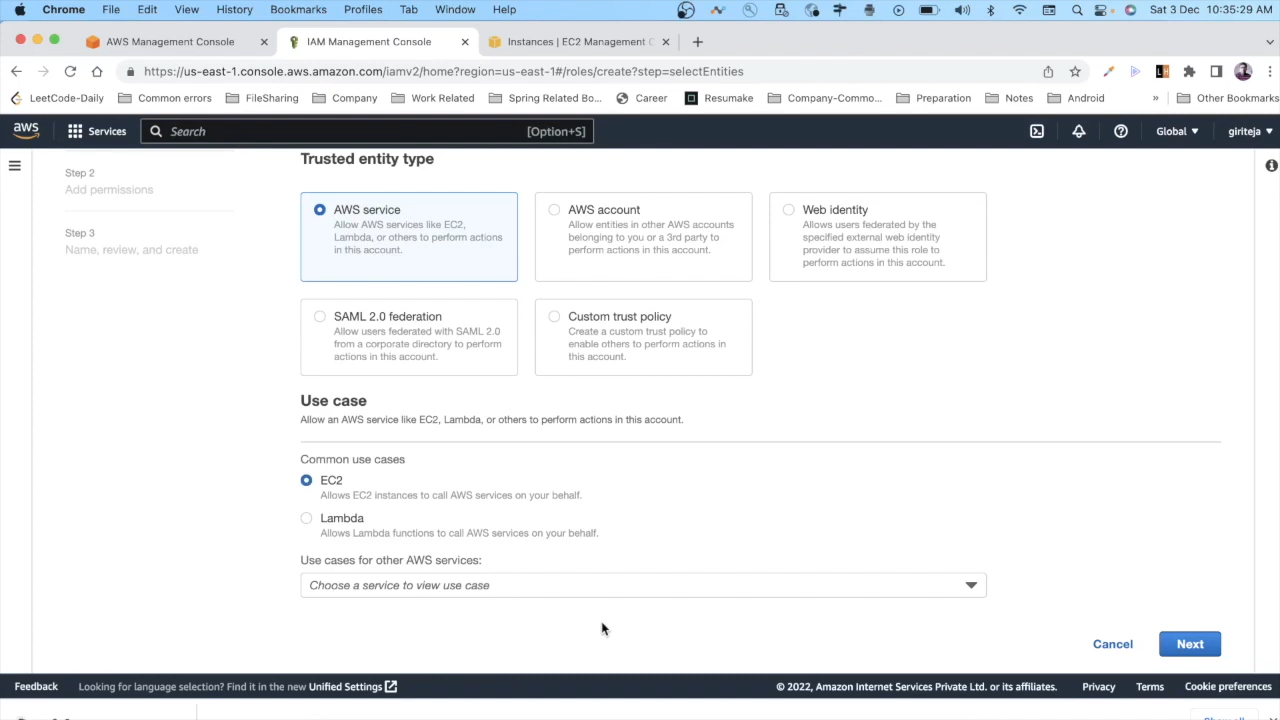 Chrome File Edit View History Bookmarks Profiles Tab Window Help Sat 3 Dec 10:35:29 AM
AWS Management Console IAM Management Console Instances | EC2 Management C
https://us-east-1.console.aws.amazon.com/iamv2/home?region=us-east-1#/roles/create?step=selectEntities
LeetCode-Daily Common errors FileSharing Company Work Related Spring Related Bo... Career Resumake Company-Commo... Preparation Notes Android » Other Bookmarks
aws Services Search [Option+S] Global giriteja
Step 2
Add permissions
Step 3
Name, review, and create
Trusted entity type
AWS service
Allow AWS services like EC2,
Lambda, or others to perform actions
in this account.
AWS account
Allow entities in other AWS accounts
belonging to you or a 3rd party to
perform actions in this account.
Web identity
Allows users federated by the
specified external web identity
provider to assume this role to
perform actions in this account.
SAML 2.0 federation
Allow users federated with SAML 2.0
from a corporate directory to perform
actions in this account.
Custom trust policy
Create a custom trust policy to
enable others to perform actions in
this account.
Use case
Allow an AWS service like EC2, Lambda, or others to perform actions in this account.
Common use cases
EC2
Allows EC2 instances to call AWS services on your behalf.
Lambda
Allows Lambda functions to call AWS services on your behalf.
Use cases for other AWS services:
Choose a service to view use case
Cancel Next
Feedback Looking for language selection? Find it in the new Unified Settings © 2022, Amazon Internet Services Private Ltd. or its affiliates. Privacy Terms Cookie preferences